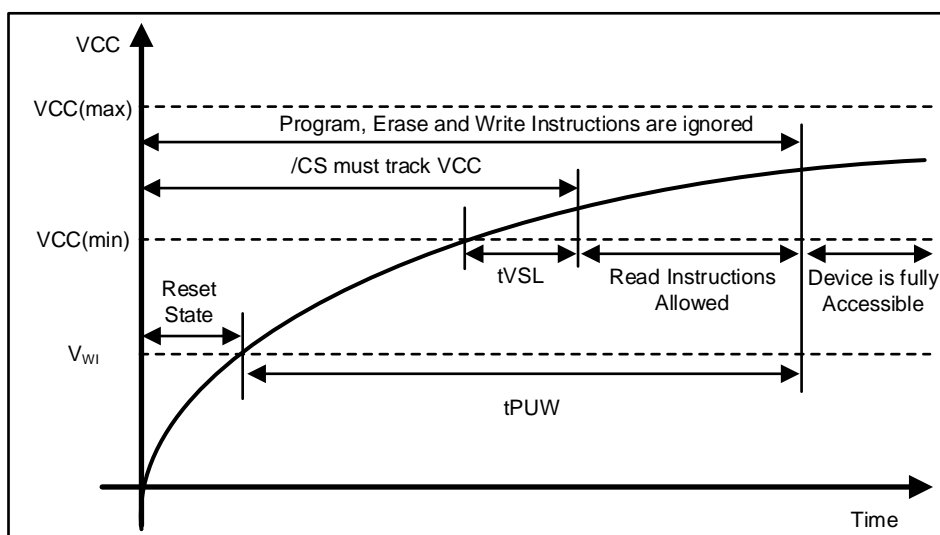 VCC
VCC(max)
Program, Erase and Write Instructions are ignored
/CS must track VCC
VCC(min)
tVSL
Read Instructions
Allowed
Device is fully
Accessible
Reset
State
VWI
tPUW
Time